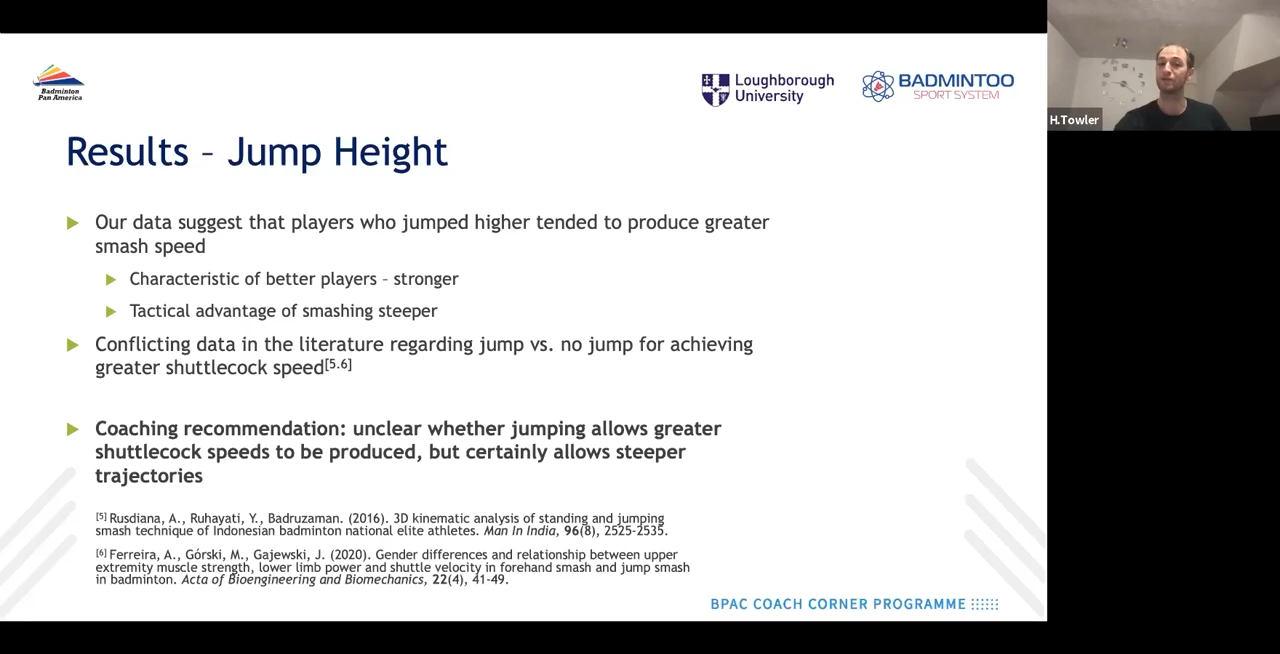 Badminton
Pan America
Loughborough
University
BADMINTOO
SPORT SYSTEM
H.Towler
Results – Jump Height
Our data suggest that players who jumped higher tended to produce greater
smash speed
Characteristic of better players – stronger
Tactical advantage of smashing steeper
Conflicting data in the literature regarding jump vs. no jump for achieving
greater shuttlecock speed[5.6]
Coaching recommendation: unclear whether jumping allows greater
shuttlecock speeds to be produced, but certainly allows steeper
trajectories
[5] Rusdiana, A., Ruhayati, Y., Badruzaman. (2016). 3D kinematic analysis of standing and jumping
smash technique of Indonesian badminton national elite athletes. Man In India, 96(8), 2525-2535.
[6] Ferreira, A., Górski, M., Gajewski, J. (2020). Gender differences and relationship between upper
extremity muscle strength, lower limb power and shuttle velocity in forehand smash and jump smash
in badminton. Acta of Bioengineering and Biomechanics, 22(4), 41-49.
BPAC COACH CORNER PROGRAMME